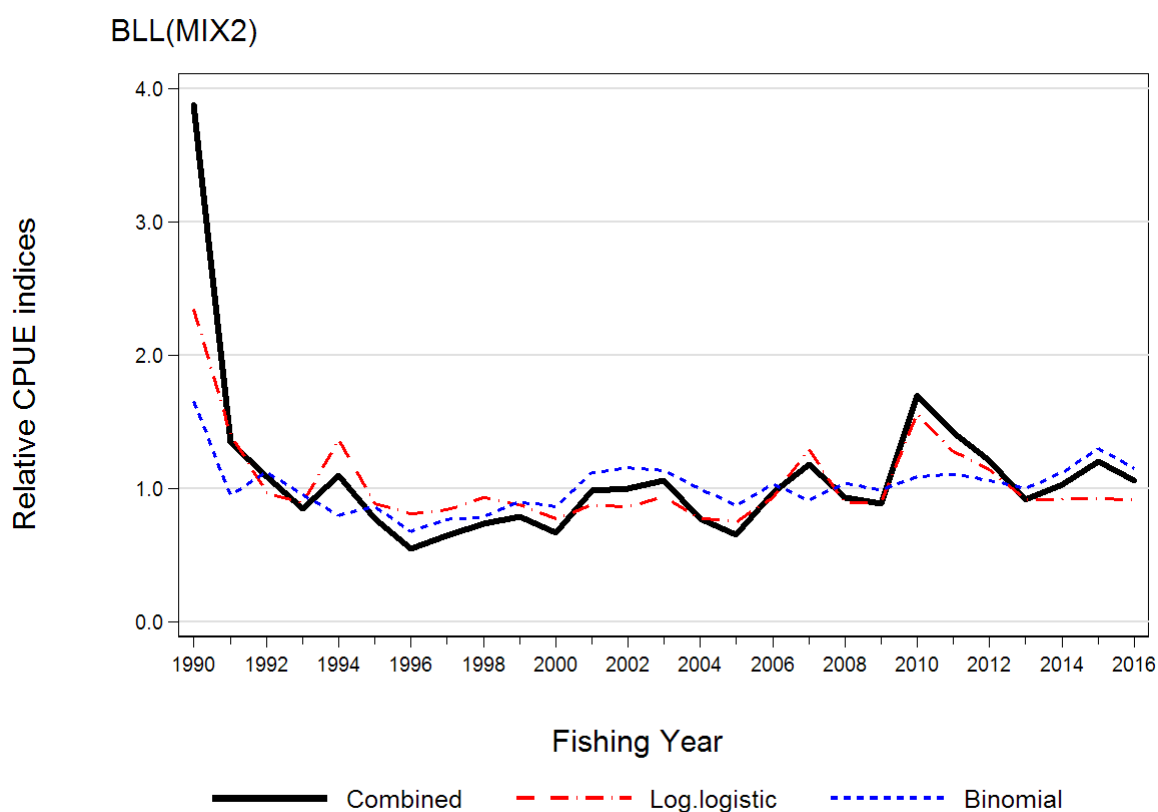 BLL(MIX2)
Relative CPUE indices
4.0
3.0
2.0
1.0
0.0
1990 1992 1994 1996 1998 2000 2002 2004 2006 2008 2010 2012 2014 2016
Fishing Year
Combined Log.logistic Binomial